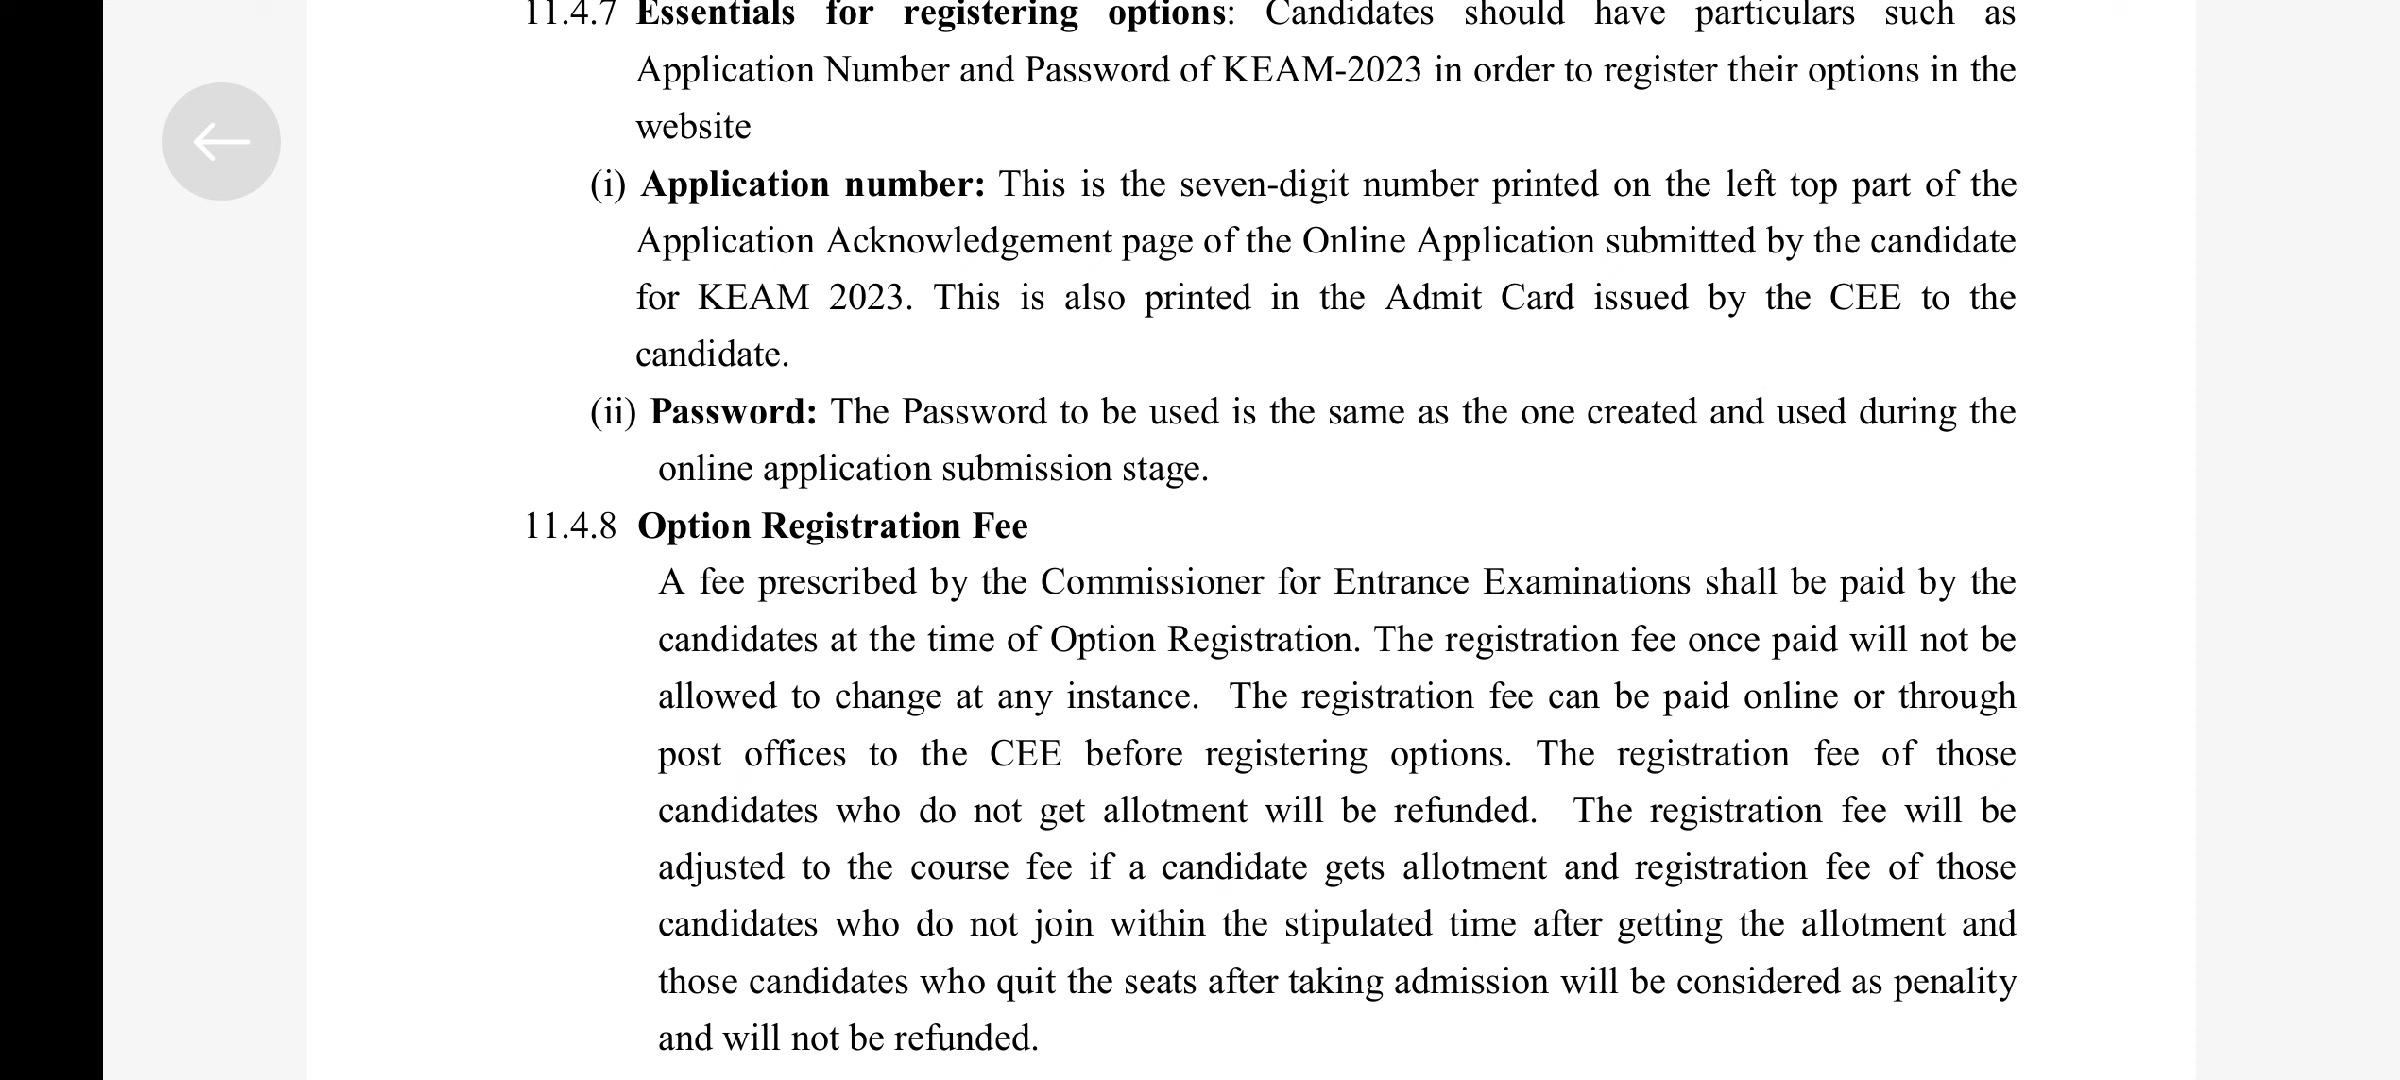 11.4.7 Essentials for registering options: Candidates should have particulars such as
Application Number and Password of KEAM-2023 in order to register their options in the
website
(i) Application number: This is the seven-digit number printed on the left top part of the
Application Acknowledgement page of the Online Application submitted by the candidate
for KEAM 2023. This is also printed in the Admit Card issued by the CEE to the
candidate.
(ii) Password: The Password to be used is the same as the one created and used during the
online application submission stage.
11.4.8 Option Registration Fee
A fee prescribed by the Commissioner for Entrance Examinations shall be paid by the
candidates at the time of Option Registration. The registration fee once paid will not be
allowed to change at any instance. The registration fee can be paid online or through
post offices to the CEE before registering options. The registration fee of those
candidates who do not get allotment will be refunded. The registration fee will be
adjusted to the course fee if a candidate gets allotment and registration fee of those
candidates who do not join within the stipulated time after getting the allotment and
those candidates who quit the seats after taking admission will be considered as penality
and will not be refunded.